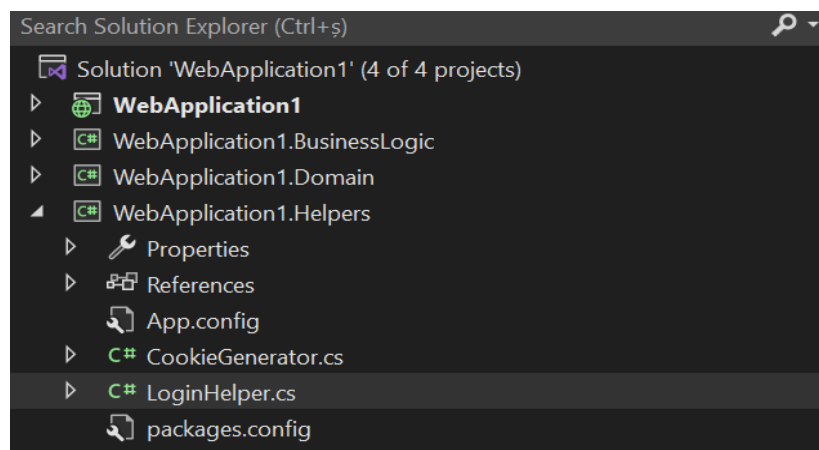 Search Solution Explorer (Ctrl+ș)
Solution 'WebApplication1' (4 of 4 projects)
WebApplication1
C# WebApplication1.BusinessLogic
C# WebApplication1.Domain
C# WebApplication1.Helpers
Properties
References
App.config
C# CookieGenerator.cs
C# LoginHelper.cs
packages.config